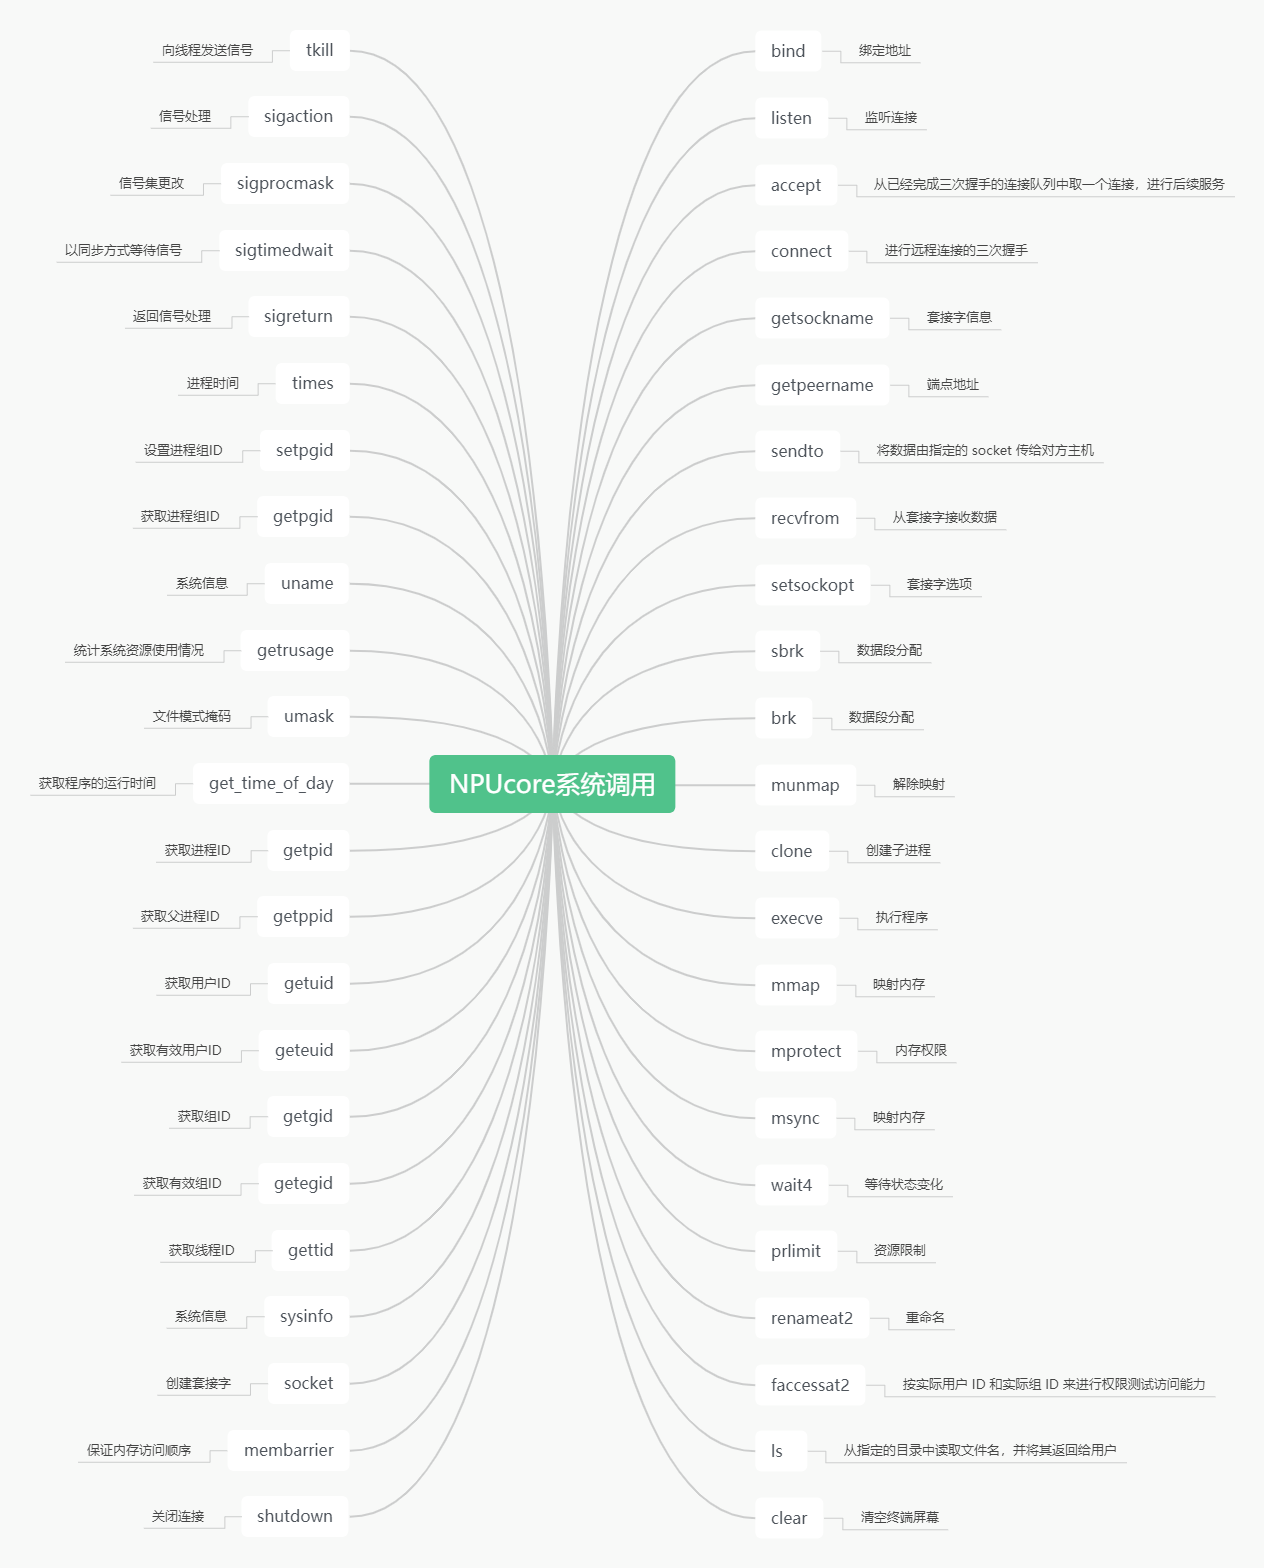 NPUcore系统调用
tkill
向线程发送信号
sigaction
信号处理
sigprocmask
信号集更改
sigtimedwait
以同步方式等待信号
sigreturn
返回信号处理
times
进程时间
setpgid
设置进程组ID
getpgid
获取进程组ID
uname
系统信息
getrusage
统计系统资源使用情况
umask
文件模式掩码
get_time_of_day
获取程序的运行时间
getpid
获取进程ID
getppid
获取父进程ID
getuid
获取用户ID
geteuid
获取有效用户ID
getgid
获取组ID
getegid
获取有效组ID
gettid
获取线程ID
sysinfo
系统信息
socket
创建套接字
membarrier
保证内存访问顺序
shutdown
关闭连接
bind
绑定地址
listen
监听连接
accept
从已经完成三次握手的连接队列中取一个连接，进行后续服务
connect
进行远程连接的三次握手
getsockname
套接字信息
getpeername
端点地址
sendto
将数据由指定的 socket 传给对方主机
recvfrom
从套接字接收数据
setsockopt
套接字选项
sbrk
数据段分配
brk
数据段分配
munmap
解除映射
clone
创建子进程
execve
执行程序
mmap
映射内存
mprotect
内存权限
msync
映射内存
wait4
等待状态变化
prlimit
资源限制
renameat2
重命名
faccessat2
按实际用户 ID 和实际组 ID 来进行权限测试访问能力
ls
从指定的目录中读取文件名，并将其返回给用户
clear
清空终端屏幕